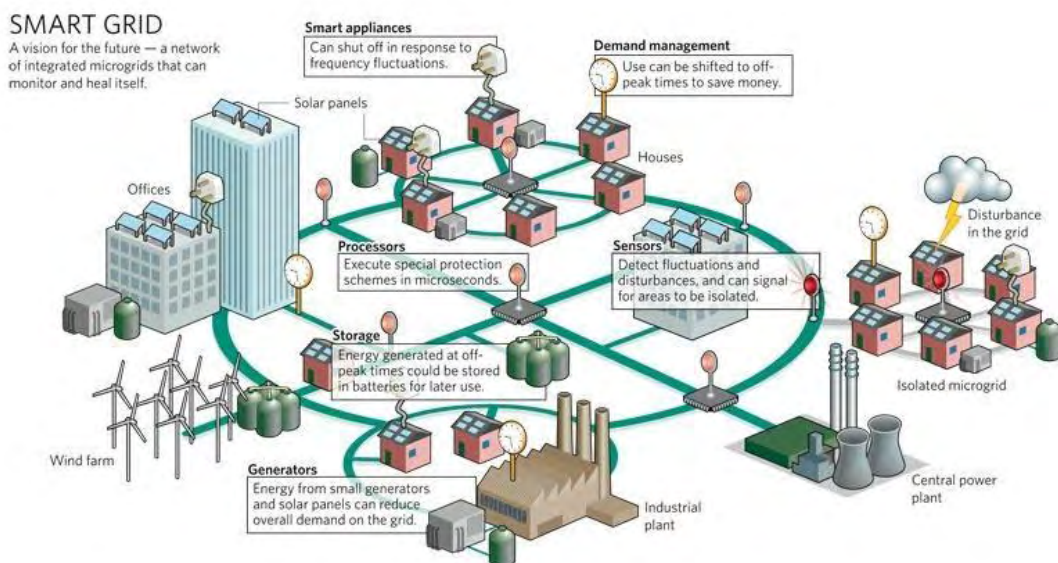 SMART GRID
A vision for the future — a network
of integrated microgrids that can
monitor and heal itself.
Smart appliances
Can shut off in response to
frequency fluctuations.
Demand management
Use can be shifted to off-
peak times to save money.
Solar panels
Houses
Offices
Disturbance
in the grid
Processors
Execute special protection
schemes in microseconds.
Sensors
Detect fluctuations and
disturbances, and can signal
for areas to be isolated.
Storage
Energy generated at off-
peak times could be stored
in batteries for later use.
Isolated microgrid
Wind farm
Generators
Energy from small generators
and solar panels can reduce
overall demand on the grid.
Industrial
plant
Central power
plant